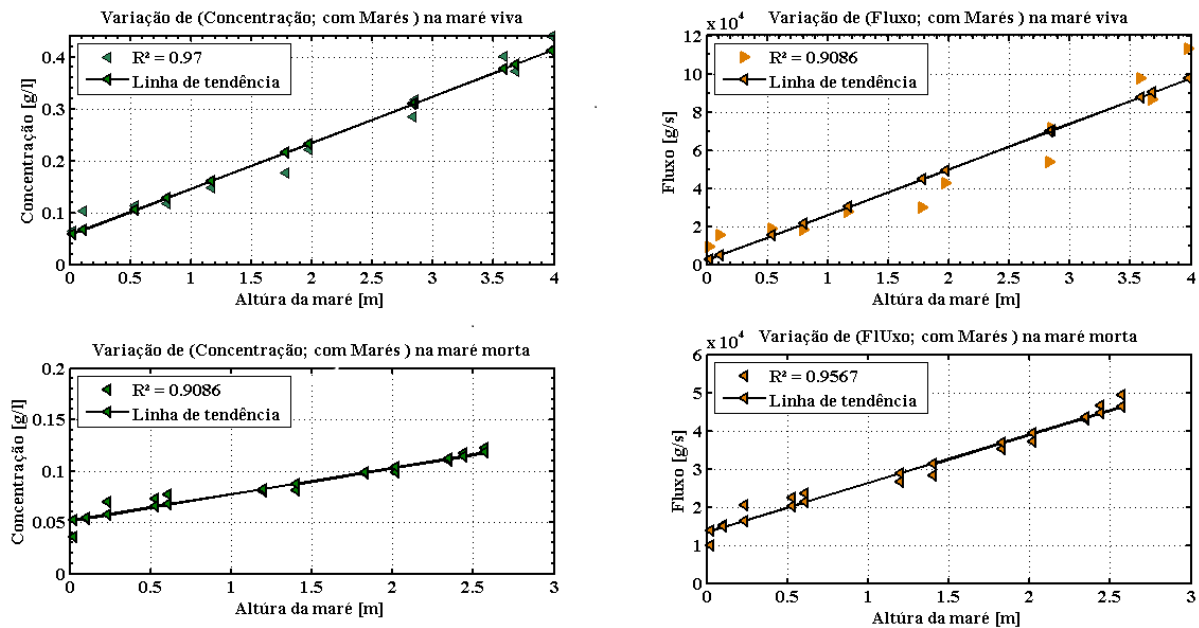 Variação de (Concentração; com Marés ) na maré viva
R² = 0.97
Linha de tendência
Concentração [g/l]
0.4
0.3
0.4
0.1
0
0 0.5 1 1.5 2 2.5 3 3.5 4
Altúra da maré [m]
Variação de (Fluxo; com Marés ) na maré viva
x 10⁴
R² = 0.9086
Linha de tendência
Fluxo [g/s]
12
10
8
6
4
2
0
0 0.5 1 1.5 2 2.5 3 3.5 4
Altúra da maré [m]
Variação de (Concentração; com Marés ) na maré morta
R² = 0.9086
Linha de tendência
Concentração [g/l]
0.2
0.15
0.1
0.05
0
0 0.5 1 1.5 2 2.5 3
Altúra da maré [m]
Variação de (FlUxo; com Marés ) na maré morta
x 10⁴
R² = 0.9567
Linha de tendência
Fluxo [g/s]
6
5
4
3
2
1
0
0 0.5 1 1.5 2 2.5 3
Altúra da maré [m]